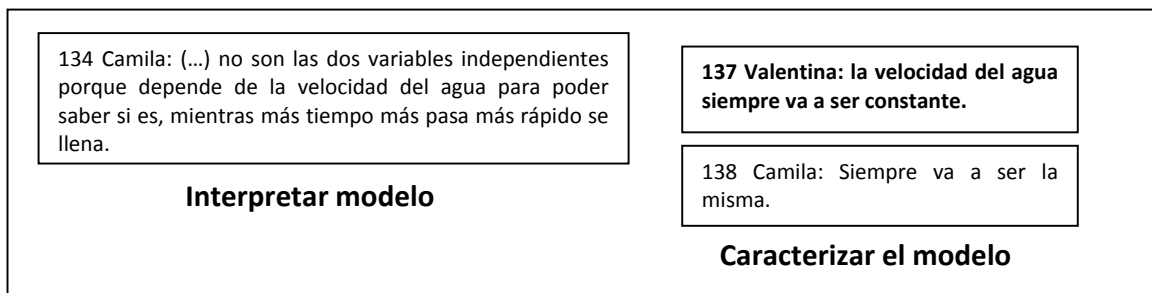 134 Camila: (…) no son las dos variables independientes
porque depende de la velocidad del agua para poder
saber si es, mientras más tiempo más pasa más rápido se
llena.
Interpretar modelo
137 Valentina: la velocidad del agua
siempre va a ser constante.
138 Camila: Siempre va a ser la
misma.
Caracterizar el modelo